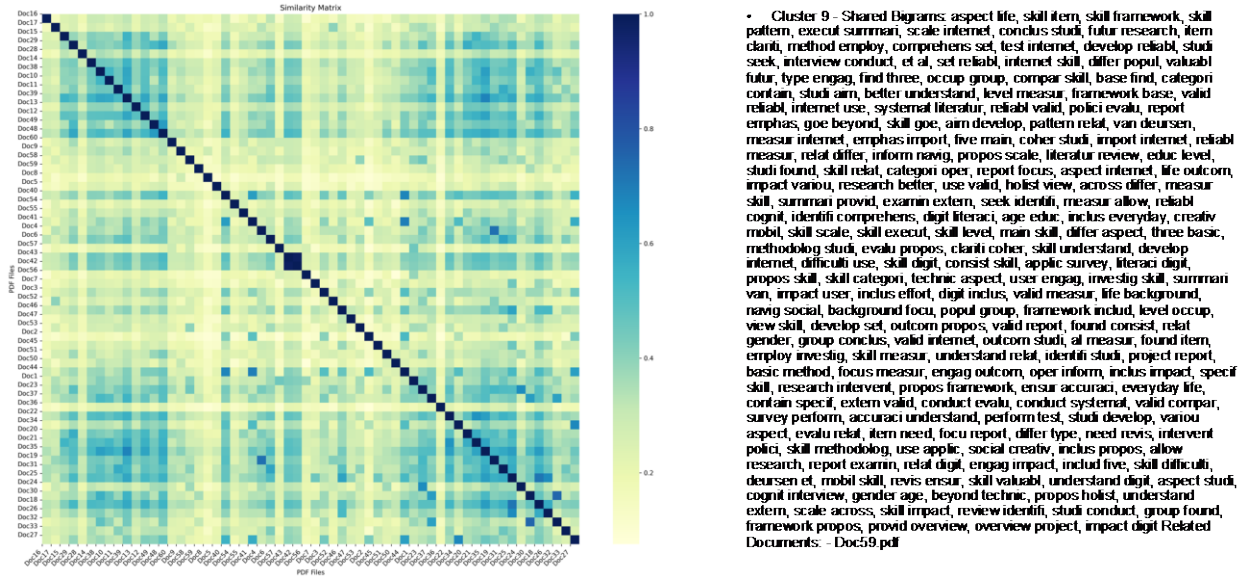 Similarity Matrix
Doc16
Doc17
Doc15
Doc29
Doc28
Doc14
Doc38
Doc10
Doc11
Doc39
Doc13
Doc12
Doc49
Doc48
Doc60
Doc9
Doc58
Doc59
Doc8
Doc5
Doc40
Doc54
Doc55
Doc41
Doc4
Doc6
Doc57
Doc43
Doc42
Doc56
Doc7
Doc3
Doc52
Doc46
Doc47
Doc53
Doc2
Doc45
Doc51
Doc50
Doc44
Doc1
Doc23
Doc37
Doc36
Doc22
Doc34
Doc20
Doc21
Doc35
Doc19
Doc31
Doc25
Doc24
Doc30
Doc18
Doc26
Doc32
Doc33
Doc27
PDF Files
PDF Files
1.0
0.8
0.6
0.4
0.2
• Cluster 9 - Shared Bigrams: aspect life, skill item, skill framework, skill
pattern, execut summari, scale internet, conclus studi, futur research, item
clariti, method employ, comprehens set, test internet, develop reliabl, studi
seek, interview conduct, et al, set reliabl, internet skill, differ popul, valuabl
futur, type engag, find three, occup group, compar skill, base find, categori
contain, studi aim, better understand, level measur, framework base, valid
reliabl, internet use, systemat literatur, reliabl valid, polici evalu, report
emphas, goe beyond, skill goe, aim develop, pattern relat, van deursen,
measur internet, emphas import, five main, coher studi, import internet, reliabl
measur, relat differ, inform navig, propos scale, literatur review, educ level,
studi found, skill relat, categori oper, report focus, aspect internet, life outcom,
impact variou, research better, use valid, holist view, across differ, measur
skill, summari provid, examin extern, seek identifi, measur allow, reliabl
cognit, identifi comprehens, digit literaci, age educ, inclus everyday, creativ
mobil, skill scale, skill execut, skill level, main skill, differ aspect, three basic,
methodolog studi, evalu propos, clariti coher, skill understand, develop
internet, difficulti use, skill digit, consist skill, applic survey, literaci digit,
propos skill, skill categori, technic aspect, user engag, investig skill, summari
van, impact user, inclus effort, digit inclus, valid measur, life background,
navig social, background focu, popul group, framework includ, level occup,
view skill, develop set, outcom propos, valid report, found consist, relat
gender, group conclus, valid internet, outcom studi, al measur, found item,
employ investig, skill measur, understand relat, identifi studi, project report,
basic method, focus measur, engag outcom, oper inform, inclus impact, specif
skill, research intervent, propos framework, ensur accuraci, everyday life,
contain specif, extern valid, conduct evalu, conduct systemat, valid compar,
survey perform, accuraci understand, perform test, studi develop, variou
aspect, evalu relat, item need, focu report, differ type, need revis, intervent
polici, skill methodolog, use applic, social creativ, inclus propos, allow
research, report examin, relat digit, engag impact, includ five, skill difficulti,
deursen et, mobil skill, revis ensur, skill valuabl, understand digit, aspect studi,
cognit interview, gender age, beyond technic, propos holist, understand
extern, scale across, skill impact, review identifi, studi conduct, group found,
framework propos, provid overview, overview project, impact digit Related
Documents: - Doc59.pdf